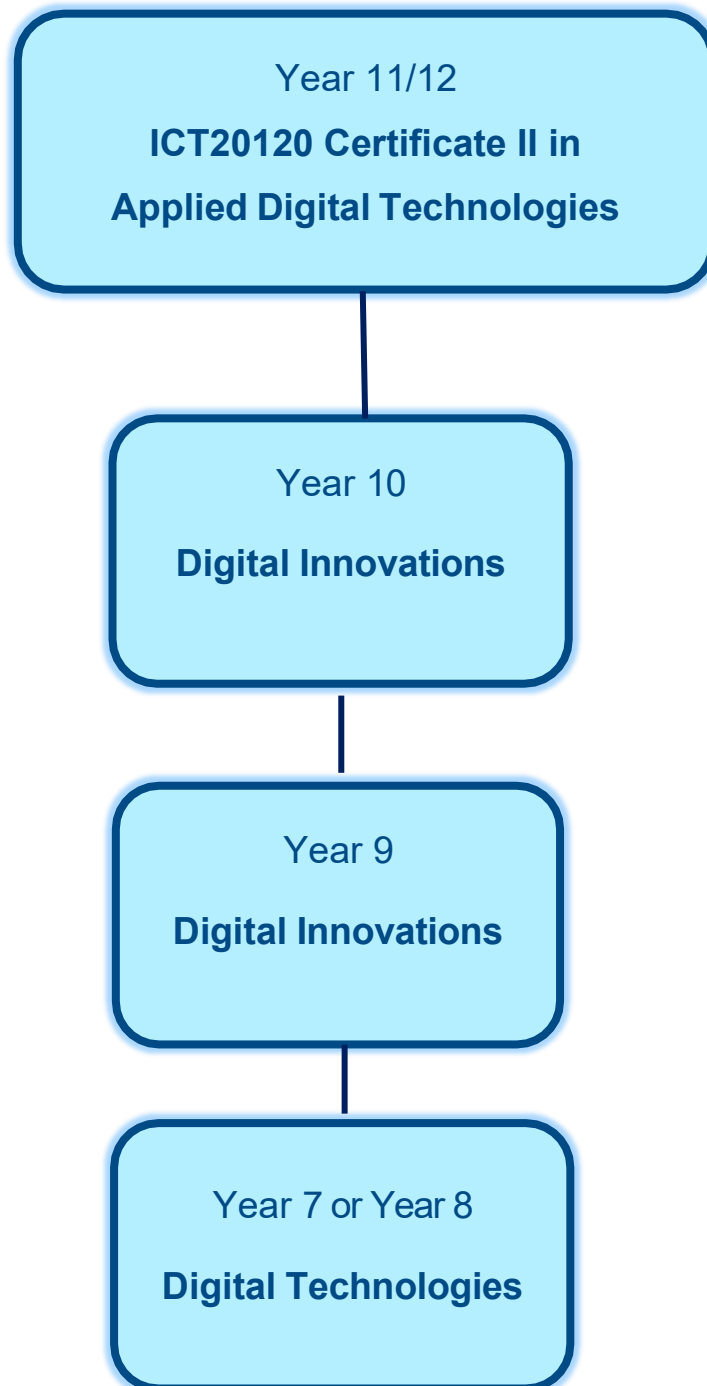 Year 11/12
ICT20120 Certificate II in
Applied Digital Technologies
Year 10
Digital Innovations
Year 9
Digital Innovations
Year 7 or Year 8
Digital Technologies